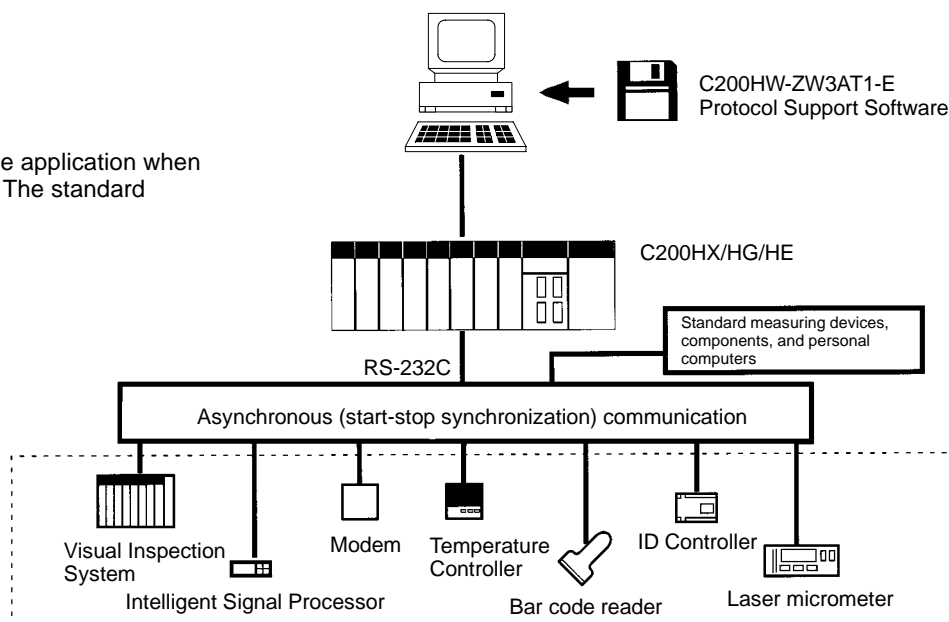 C200HW-ZW3AT1-E
Protocol Support Software
e application when
The standard
C200HX/HG/HE
Standard measuring devices,
components, and personal
computers
RS-232C
Asynchronous (start-stop synchronization) communication
Visual Inspection
System
Intelligent Signal Processor
Modem
Temperature
Controller
Bar code reader
ID Controller
Laser micrometer